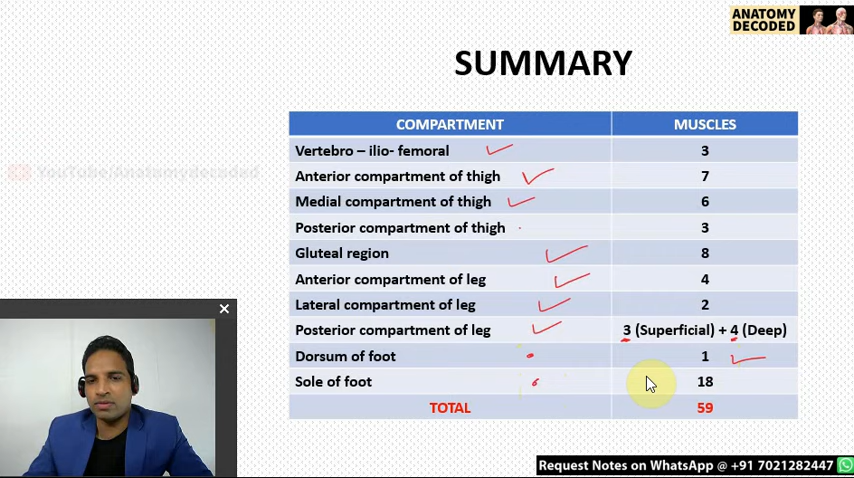 ANATOMY
DECODED
SUMMARY
COMPARTMENT MUSCLES
Vertebro – ilio- femoral 3
Anterior compartment of thigh 7
YouTube/Anatomydecoded
Medial compartment of thigh 6
Posterior compartment of thigh 3
Gluteal region 8
Anterior compartment of leg 4
Lateral compartment of leg 2
Posterior compartment of leg 3 (Superficial) + 4 (Deep)
Dorsum of foot 1
Sole of foot 18
TOTAL 59
Request Notes on WhatsApp @ +91 7021282447